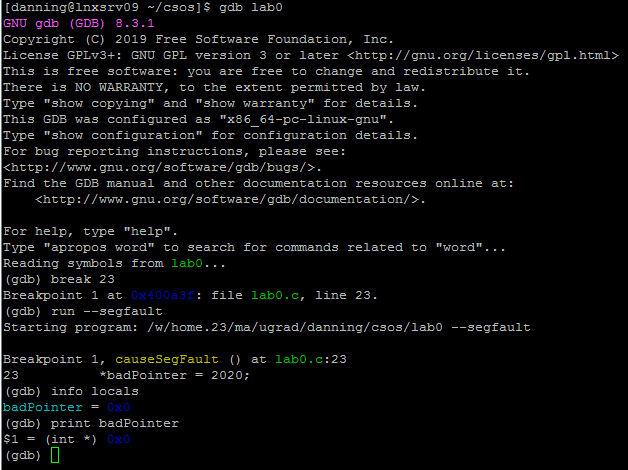 [danning@lnxsrv09 ~/csos]$ gdb lab0
GNU gdb (GDB) 8.3.1
Copyright (C) 2019 Free Software Foundation, Inc.
License GPLv3+: GNU GPL version 3 or later <http://gnu.org/licenses/gpl.html>
This is free software: you are free to change and redistribute it.
There is NO WARRANTY, to the extent permitted by law.
Type "show copying" and "show warranty" for details.
This GDB was configured as "x86_64-pc-linux-gnu".
Type "show configuration" for configuration details.
For bug reporting instructions, please see:
<http://www.gnu.org/software/gdb/bugs/>.
Find the GDB manual and other documentation resources online at:
    <http://www.gnu.org/software/gdb/documentation/>.

For help, type "help".
Type "apropos word" to search for commands related to "word"...
Reading symbols from lab0...
(gdb) break 23
Breakpoint 1 at : file lab0.c, line 23.
(gdb) run --segfault
Starting program: /w/home.23/ma/ugrad/danning/csos/lab0 --segfault

Breakpoint 1, causeSegFault () at lab0.c:23
23          *badPointer = 2020;
(gdb) info locals
badPointer = 0x0
(gdb) print badPointer
$1 = (int *) 0x0
(gdb)